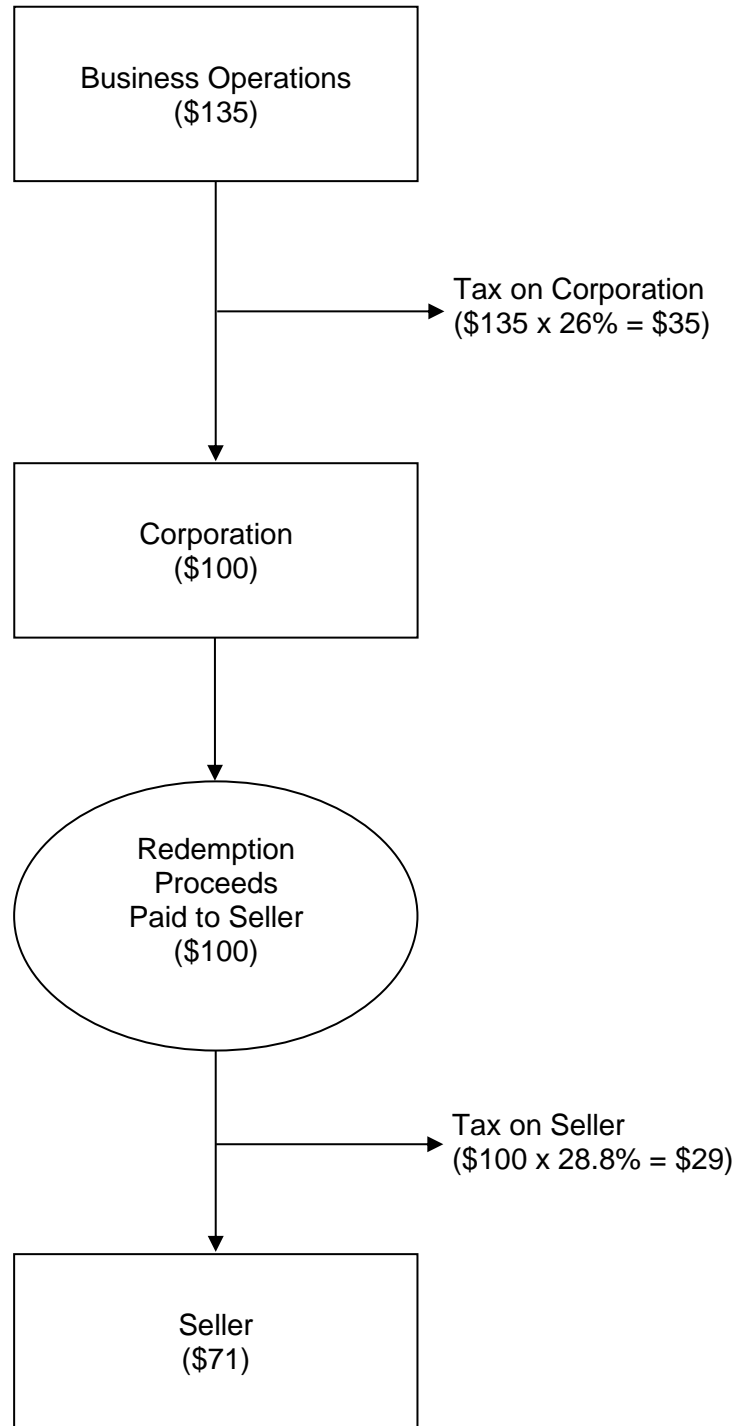 Business Operations
($135)
Tax on Corporation
($135 x 26% = $35)
Corporation
($100)
Redemption
Proceeds
Paid to Seller
($100)
Tax on Seller
($100 x 28.8% = $29)
Seller
($71)